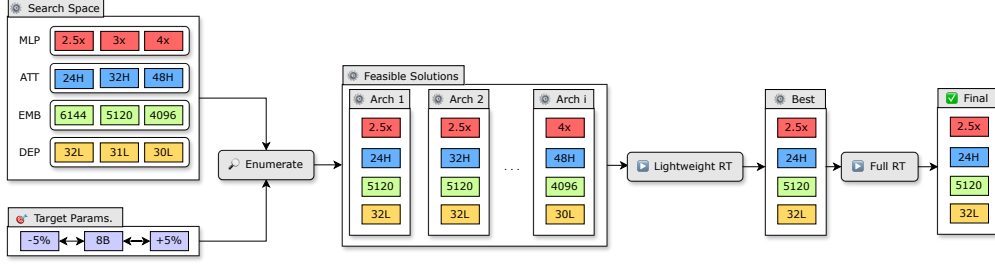 Search Space
MLP 2.5x 3x 4x
ATT 24H 32H 48H
EMB 6144 5120 4096
DEP 32L 31L 30L
Target Params.
-5% 8B +5%
Enumerate
Feasible Solutions
Arch 1 Arch 2 Arch i
2.5x 2.5x 4x
24H 32H 48H
5120 5120 ... 4096
32L 32L 30L
Lightweight RT
Best
2.5x
24H
5120
32L
Full RT
Final
2.5x
24H
5120
32L